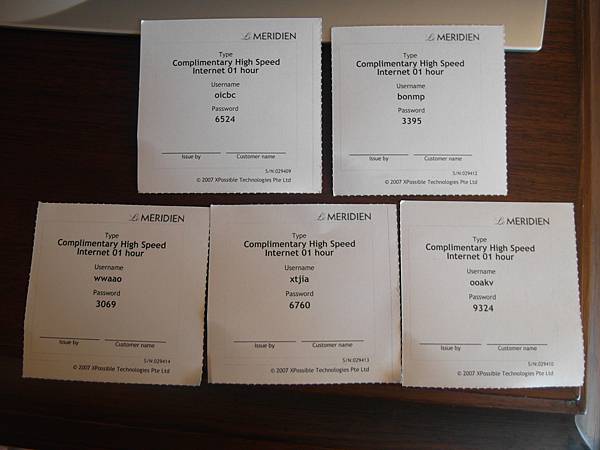 Le MERIDIEN
Type
Complimentary High Speed
Internet 01 hour
Username
oicbc
Password
6524
Issue by Customer name
S/N:029409
© 2007 XPossible Technologies Pte Ltd
Le MERIDIEN
Type
Complimentary High Speed
Internet 01 hour
Username
bonmp
Password
3395
Issue by Customer name
S/N:029412
© 2007 XPossible Technologies Pte Ltd
Le MERIDIEN
Type
Complimentary High Speed
Internet 01 hour
Username
wwaao
Password
3069
Issue by Customer name
S/N:029414
© 2007 XPossible Technologies Pte Ltd
Le MERIDIEN
Type
Complimentary High Speed
Internet 01 hour
Username
xtjia
Password
6760
Issue by Customer name
S/N:029413
© 2007 XPossible Technologies Pte Ltd
Le MERIDIEN
Type
Complimentary High Speed
Internet 01 hour
Username
ooakv
Password
9324
Issue by Customer name
S/N:029410
© 2007 XPossible Technologies Pte Ltd